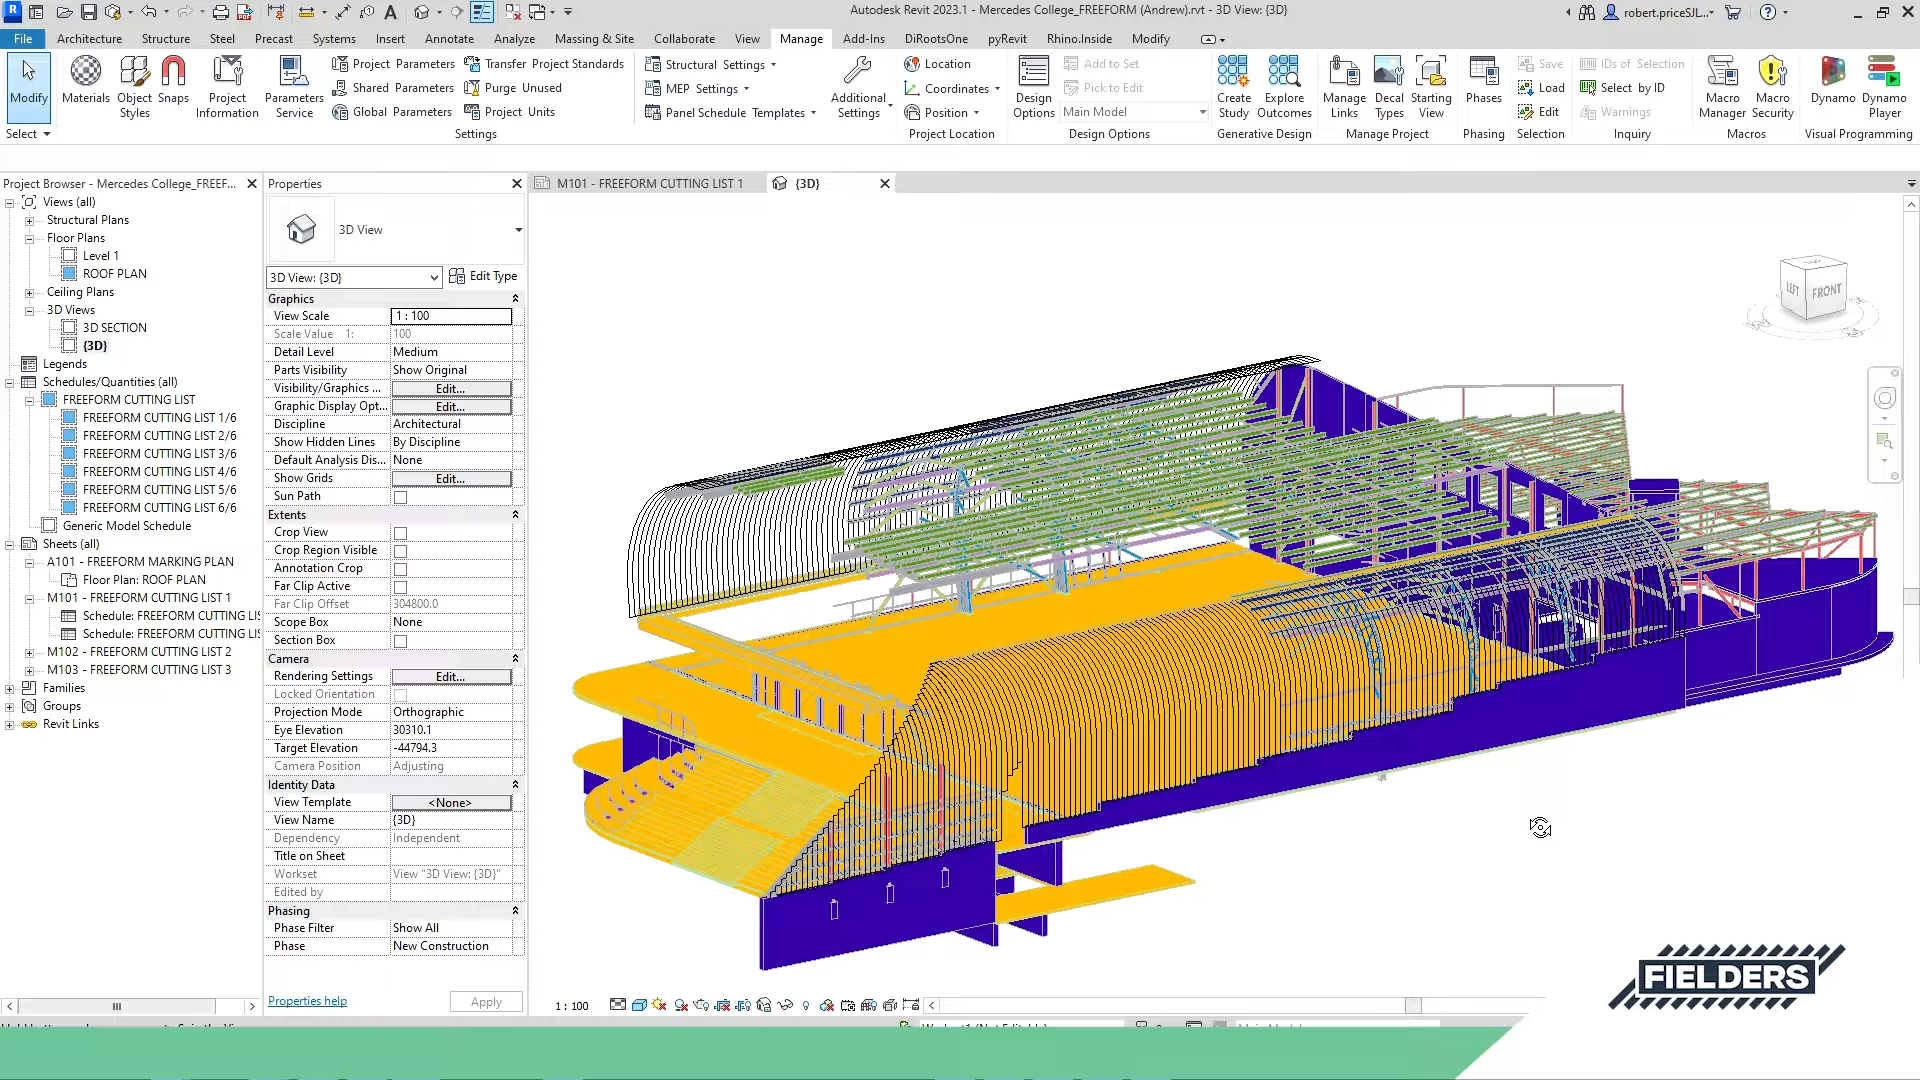 Autodesk Revit 2023.1 - Mercedes College_FREEFORM (Andrew).rvt - 3D View: {3D}
robert.priceSJL...
File Architecture Structure Steel Precast Systems Insert Annotate Analyze Massing & Site Collaborate View Manage Add-Ins DiRootsOne pyRevit Rhino.Inside Modify
Modify
Materials
Object Styles
Snaps
Project Information
Parameters Service
Project Parameters
Shared Parameters
Global Parameters
Transfer Project Standards
Purge Unused
Project Units
Structural Settings
MEP Settings
Panel Schedule Templates
Additional Settings
Location
Coordinates
Position
Design Options
Add to Set
Pick to Edit
Main Model
Create Study
Explore Outcomes
Manage Links
Decal Types
Starting View
Phases
Save
Load
Edit
IDs of Selection
Select by ID
Warnings
Macro Manager
Macro Security
Dynamo
Dynamo Player
Select Settings Project Location Design Options Generative Design Manage Project Phasing Selection Inquiry Macros Visual Programming
Project Browser - Mercedes College_FREEF...
Views (all)
Structural Plans
Floor Plans
Level 1
ROOF PLAN
Ceiling Plans
3D Views
3D SECTION
{3D}
Legends
Schedules/Quantities (all)
FREEFORM CUTTING LIST
FREEFORM CUTTING LIST 1/6
FREEFORM CUTTING LIST 2/6
FREEFORM CUTTING LIST 3/6
FREEFORM CUTTING LIST 4/6
FREEFORM CUTTING LIST 5/6
FREEFORM CUTTING LIST 6/6
Generic Model Schedule
Sheets (all)
A101 - FREEFORM MARKING PLAN
Floor Plan: ROOF PLAN
M101 - FREEFORM CUTTING LIST 1
Schedule: FREEFORM CUTTING LIS
Schedule: FREEFORM CUTTING LIS
M102 - FREEFORM CUTTING LIST 2
M103 - FREEFORM CUTTING LIST 3
Families
Groups
Revit Links
Properties
3D View
3D View: {3D} Edit Type
Graphics
View Scale 1 : 100
Scale Value 1: 100
Detail Level Medium
Parts Visibility Show Original
Visibility/Graphics ... Edit...
Graphic Display Opt... Edit...
Discipline Architectural
Show Hidden Lines By Discipline
Default Analysis Dis... None
Show Grids Edit...
Sun Path
Extents
Crop View
Crop Region Visible
Annotation Crop
Far Clip Active
Far Clip Offset 304800.0
Scope Box None
Section Box
Camera
Rendering Settings Edit...
Locked Orientation
Projection Mode Orthographic
Eye Elevation 30310.1
Target Elevation -44794.3
Camera Position Adjusting
Identity Data
View Template <None>
View Name {3D}
Dependency Independent
Title on Sheet
Workset View "3D View: {3D}"
Edited by
Phasing
Phase Filter Show All
Phase New Construction
Properties help Apply
M101 - FREEFORM CUTTING LIST 1
{3D}
LEFT FRONT
1 : 100
FIELDERS